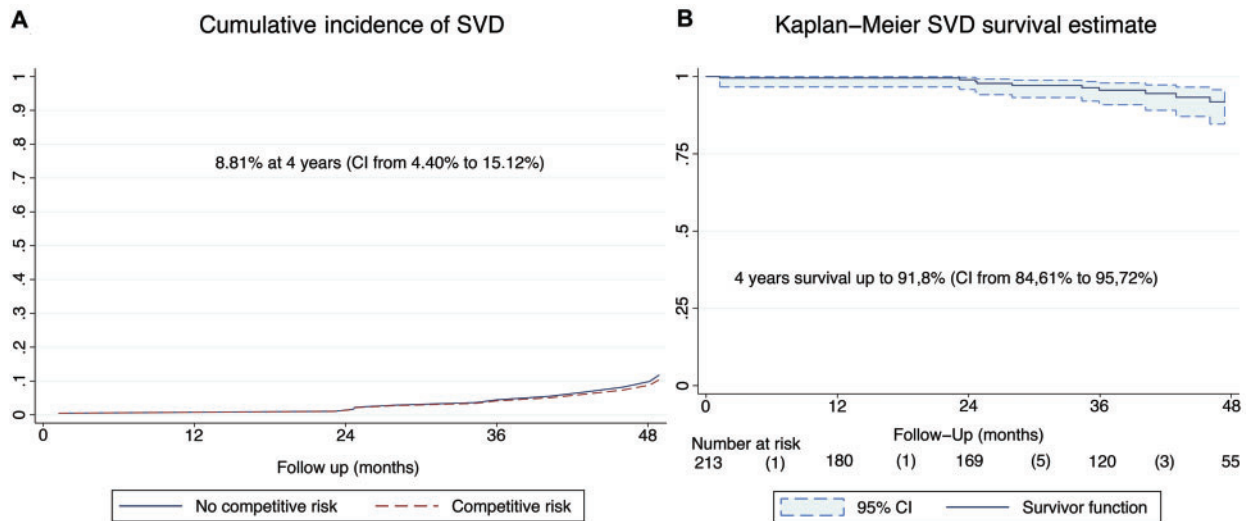 A
Cumulative incidence of SVD
1
.9
.8
.7
.6
.5
.4
.3
.2
.1
0
8.81% at 4 years (CI from 4.40% to 15.12%)
0 12 24 36 48
Follow up (months)
No competitive risk Competitive risk
B
Kaplan–Meier SVD survival estimate
1
.75
.5
.25
0
4 years survival up to 91,8% (CI from 84,61% to 95,72%)
0 12 24 36 48
Follow–Up (months)
Number at risk
213 (1) 180 (1) 169 (5) 120 (3) 55
95% CI Survivor function